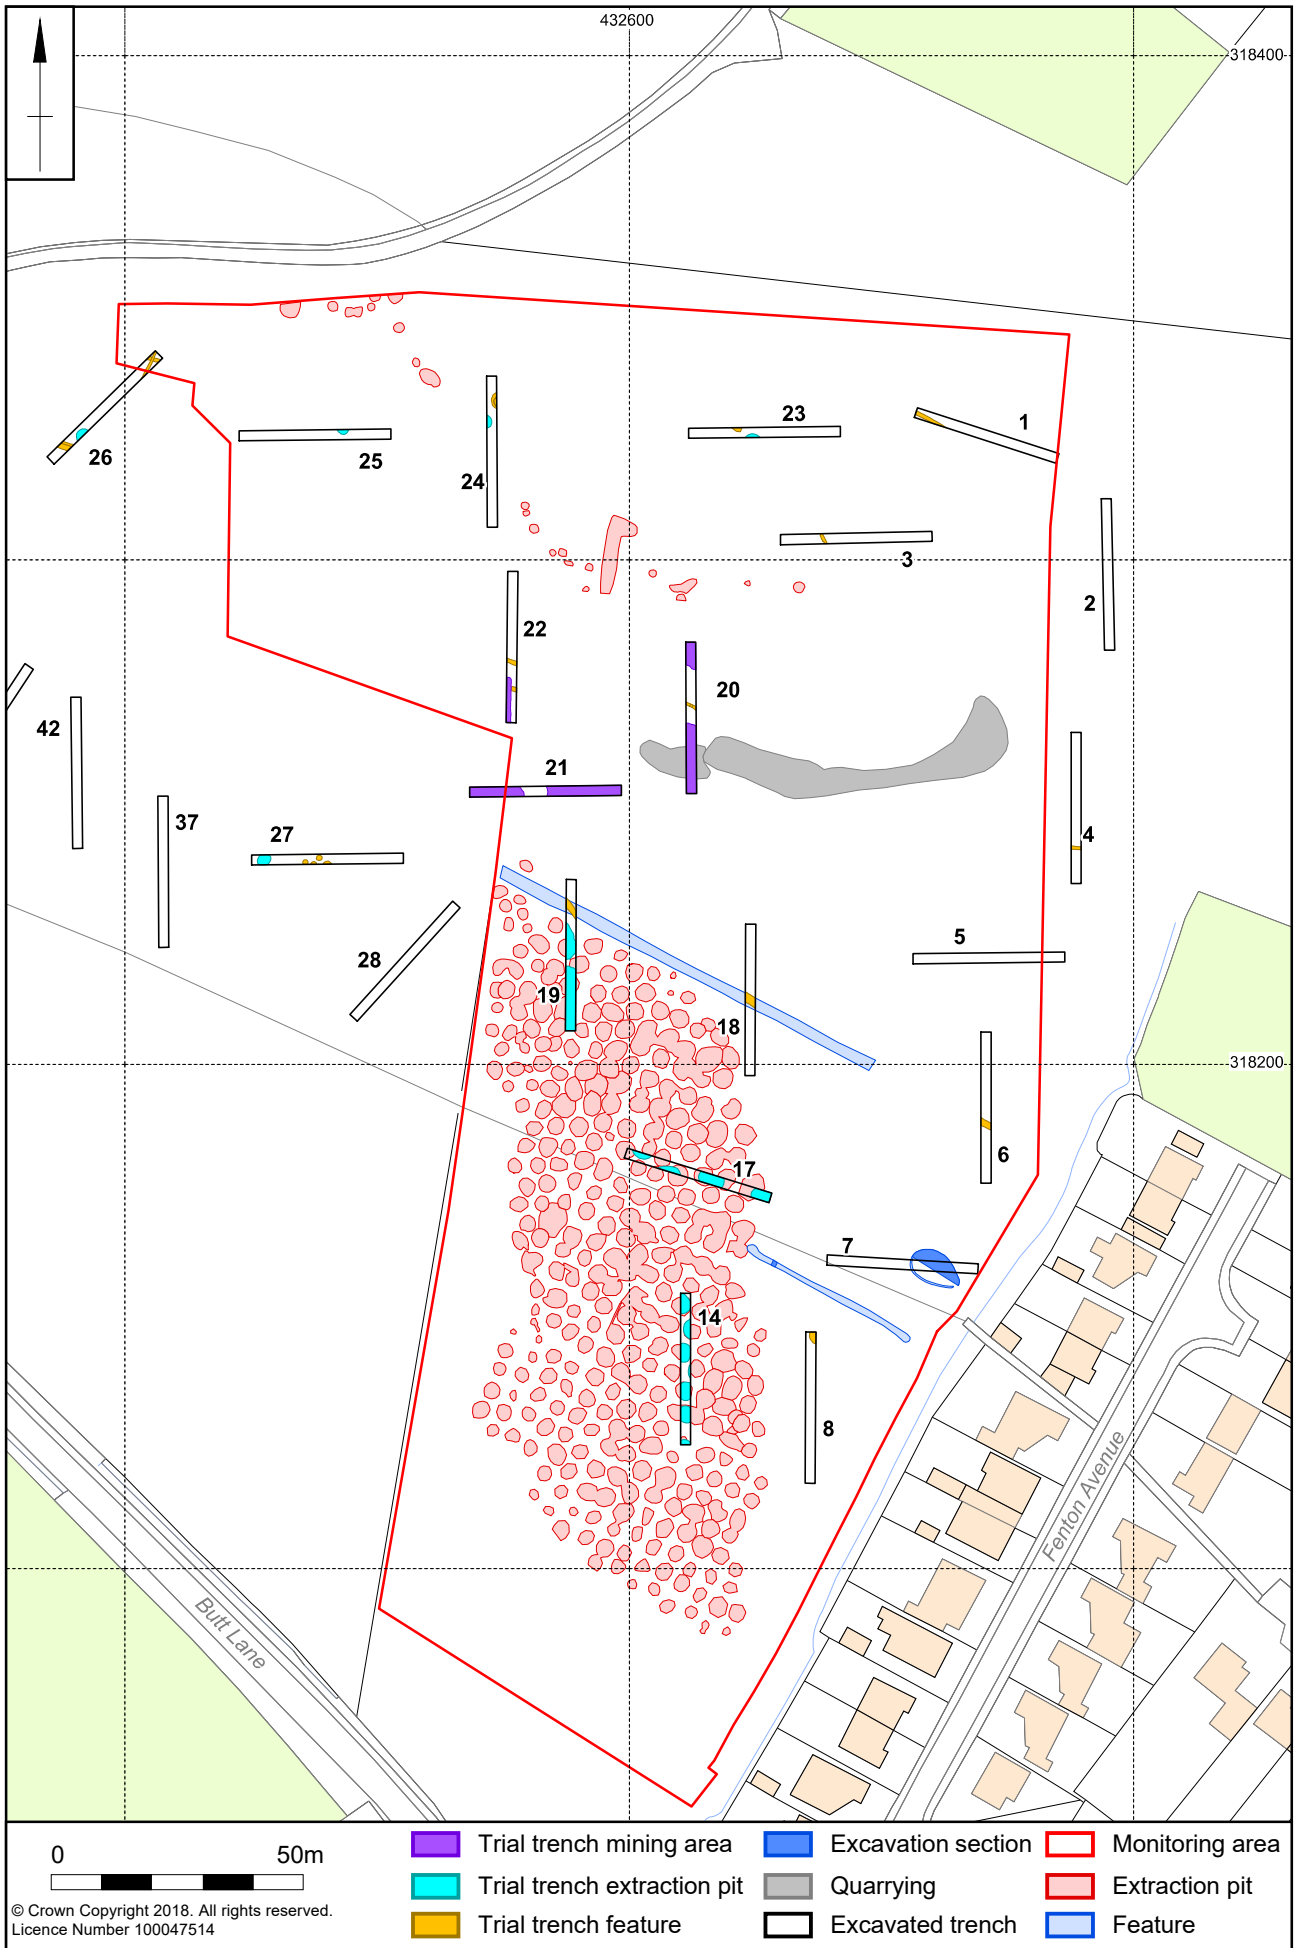 432600
318400
23
1
26
25
24
3
2
22
20
42
21
37
27
4
5
28
19
18
318200
6
17
7
14
8
Fenton Avenue
Butt Lane
0 50m
© Crown Copyright 2018. All rights reserved.
Licence Number 100047514
Trial trench mining area
Trial trench extraction pit
Trial trench feature
Excavation section
Quarrying
Excavated trench
Monitoring area
Extraction pit
Feature